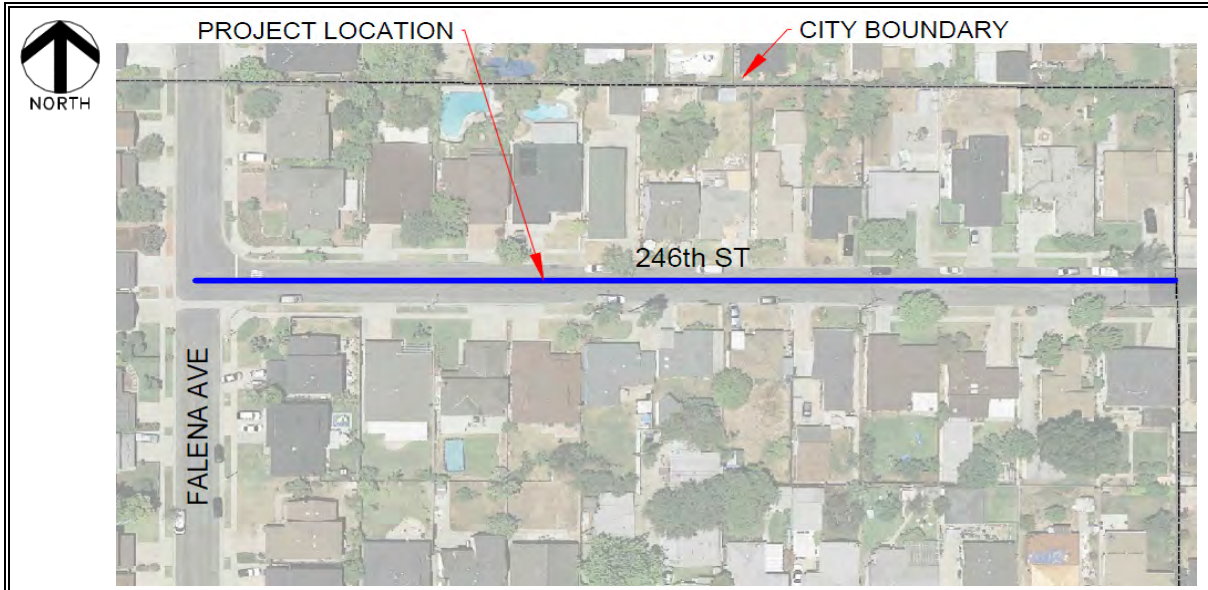 PROJECT LOCATION
CITY BOUNDARY
NORTH
246th ST
FALENA AVE